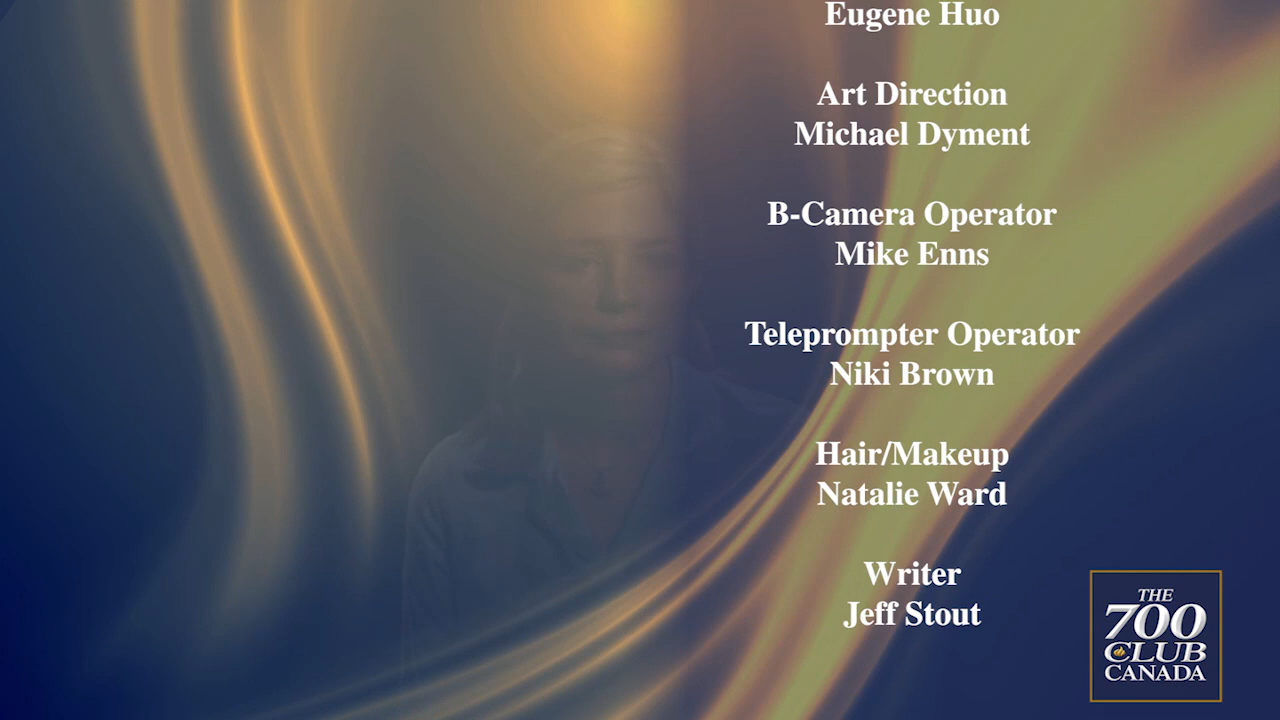 Eugene Huo
Art Direction
Michael Dyment
B-Camera Operator
Mike Enns
Teleprompter Operator
Niki Brown
Hair/Makeup
Natalie Ward
Writer
Jeff Stout
THE
700
CLUB
CANADA